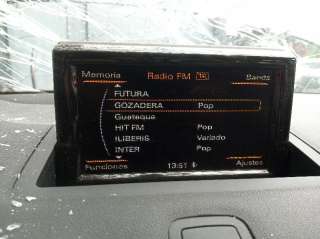 Memoria Radio FM TP Bands
FUTURA
GOZADERA Pop
Guateque
HIT FM Pop
ILIBERIS Variado
INTER Pop
Funciones 13:51 Ajustes